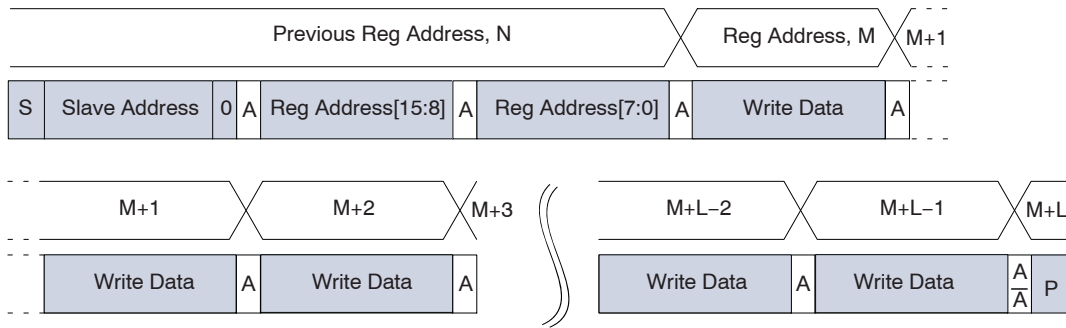 Previous Reg Address, N Reg Address, M M+1
S Slave Address 0 A Reg Address[15:8] A Reg Address[7:0] A Write Data A
M+1 M+2 M+3 M+L−2 M+L−1 M+L
Write Data A Write Data A Write Data A Write Data A/A̅ P